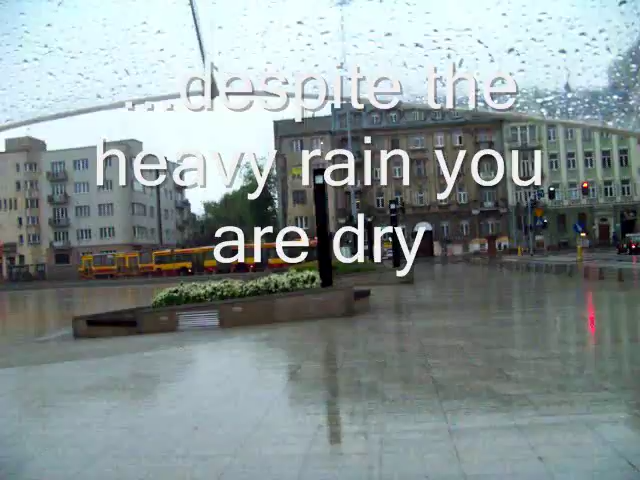 ...despite the
heavy rain you
are dry